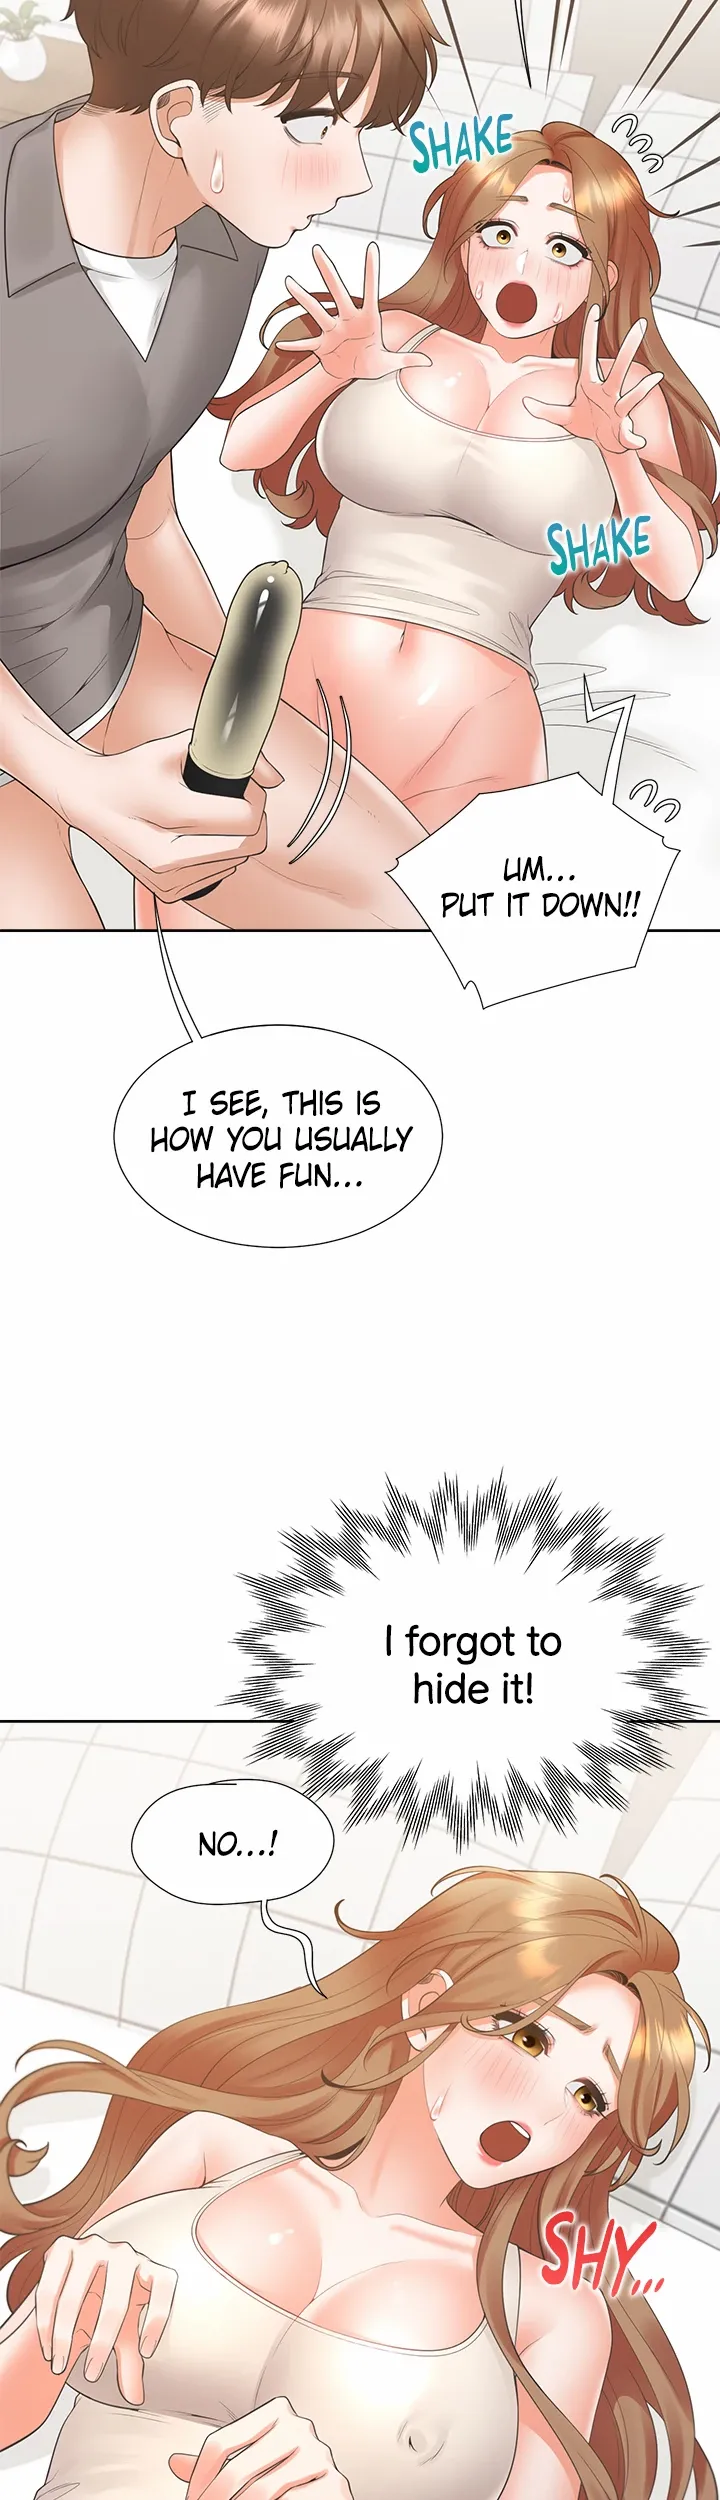 SHAKE
SHAKE
UM...
PUT IT DOWN!!
I SEE, THIS IS
HOW YOU USUALLY
HAVE FUN...
I forgot to
hide it!
NO...!
SHY...